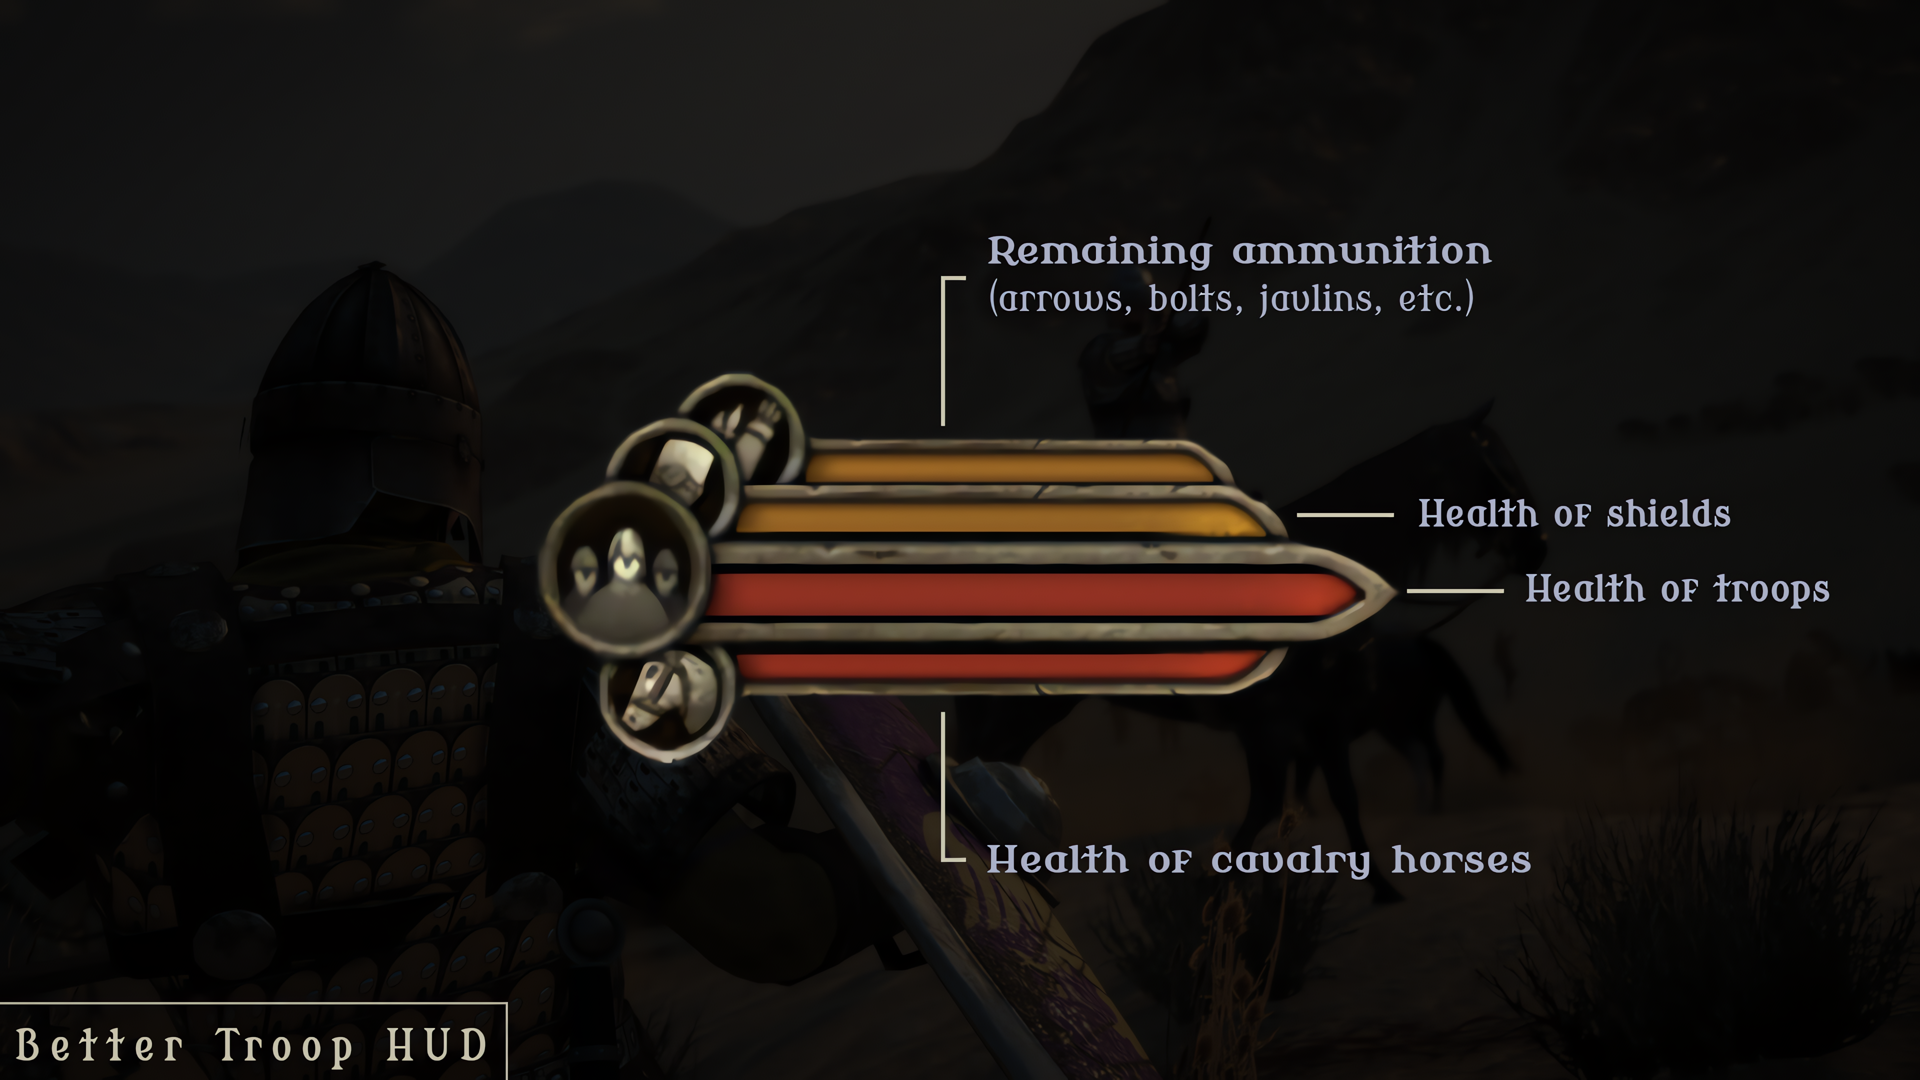 Remaining ammunition
(arrows, bolts, javlins, etc.)
Health of shields
Health of troops
Health of cavalry horses
Better Troop HUD